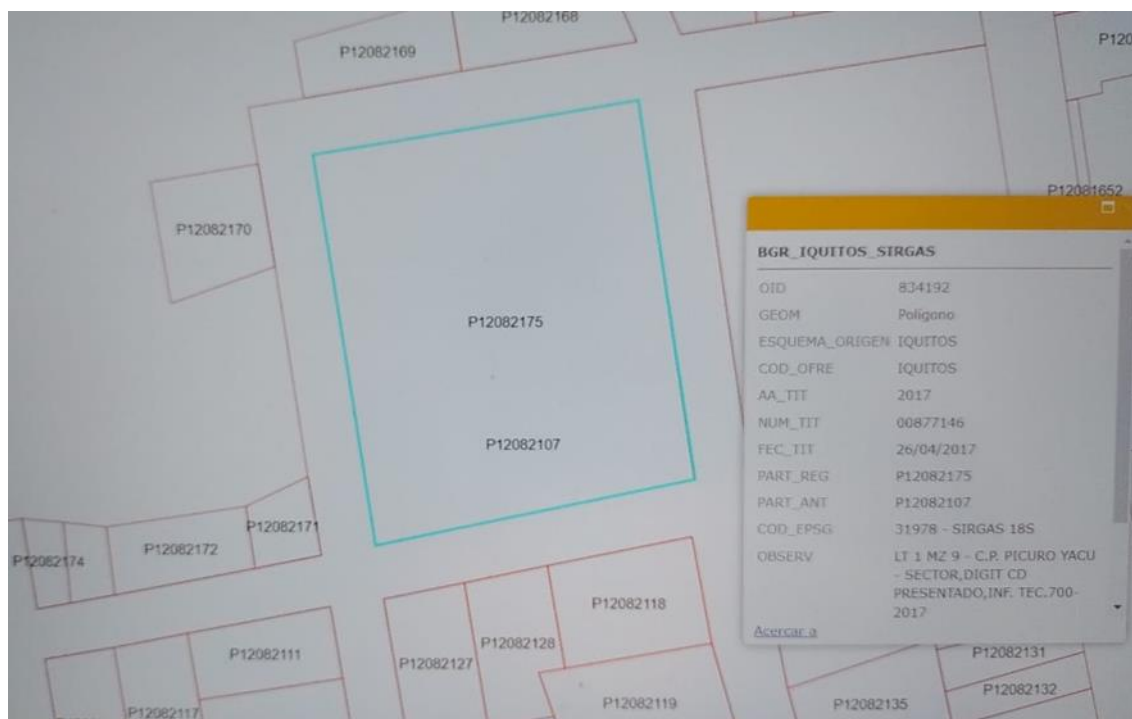 P12082168
P12082169
P120
P12081652
P12082170
P12082175
P12082107
P12082171
P12082172
P12082174
P12082118
P12082128
P12082127
P12082111
P12082119
P12082117
P12082131
P12082132
P12082135
BGR_IQUITOS_SIRGAS
OID 834192
GEOM Polígono
ESQUEMA_ORIGEN IQUITOS
COD_OFRE IQUITOS
AA_TIT 2017
NUM_TIT 00877146
FEC_TIT 26/04/2017
PART_REG P12082175
PART_ANT P12082107
COD_EPSG 31978 - SIRGAS 18S
OBSERV LT 1 MZ 9 - C.P. PICURO YACU
- SECTOR,DIGIT CD
PRESENTADO,INF. TEC.700-
2017
Acercar a